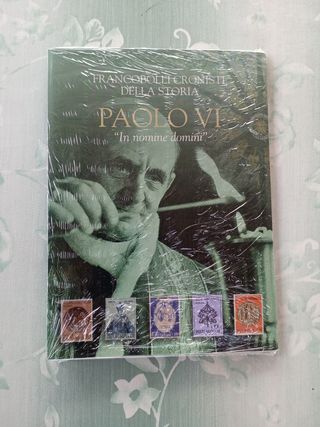 FRANCOBOLLI CRONISTI
DELLA STORIA
PAOLO VI
"In nomine domini"